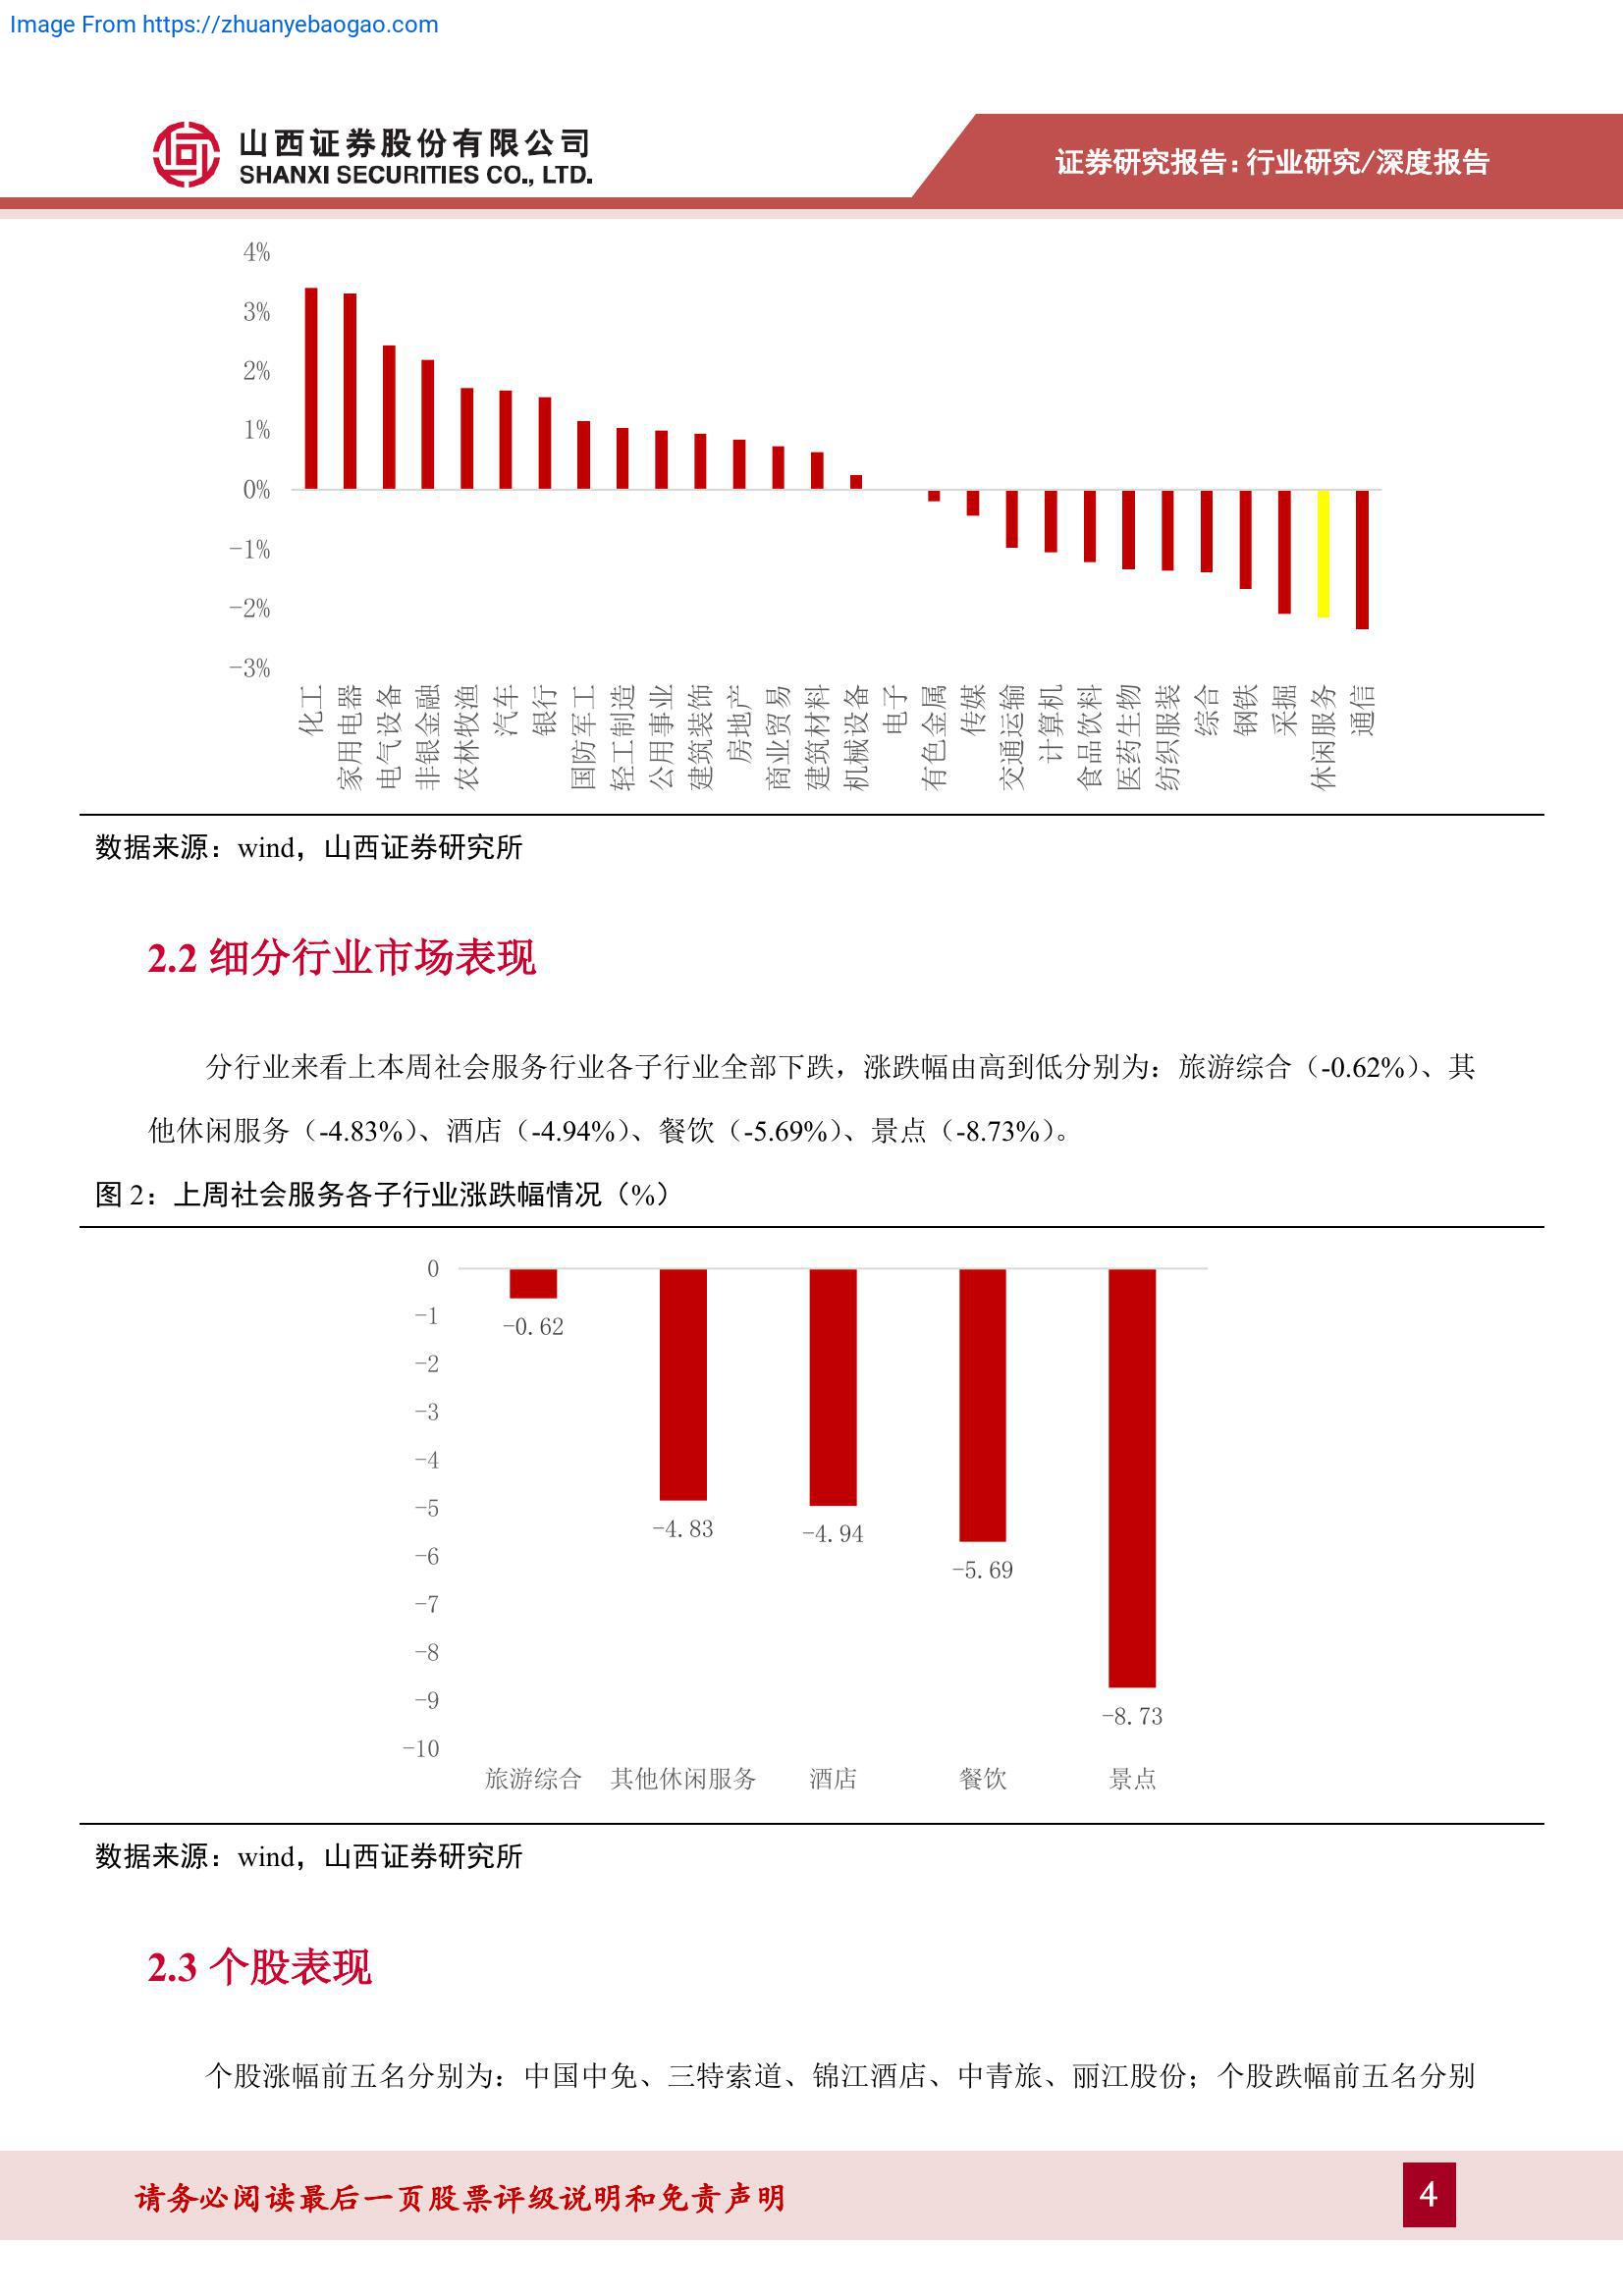 Image From https://zhuanyebaogao.com
山西证券股份有限公司
SHANXI SECURITIES CO., LTD.
证券研究报告:行业研究/深度报告
4%
3%
2%
1%
0%
-1%
-2%
-3%
化工
家用电器
电气设备
非银金融
农林牧渔
汽车
银行
国防军工
轻工制造
公用事业
建筑装饰
房地产
商业贸易
建筑材料
机械设备
电子
有色金属
传媒
交通运输
计算机
食品饮料
医药生物
纺织服装
综合
钢铁
采掘
休闲服务
通信
数据来源：wind，山西证券研究所
2.2 细分行业市场表现
分行业来看上本周社会服务行业各子行业全部下跌，涨跌幅由高到低分别为：旅游综合（-0.62%）、其
他休闲服务（-4.83%）、酒店（-4.94%）、餐饮（-5.69%）、景点（-8.73%）。
图 2：上周社会服务各子行业涨跌幅情况（%）
0
-1
-2
-3
-4
-5
-6
-7
-8
-9
-10
-0.62
-4.83
-4.94
-5.69
-8.73
旅游综合 其他休闲服务 酒店 餐饮 景点
数据来源：wind，山西证券研究所
2.3 个股表现
个股涨幅前五名分别为：中国中免、三特索道、锦江酒店、中青旅、丽江股份；个股跌幅前五名分别
请务必阅读最后一页股票评级说明和免责声明
4